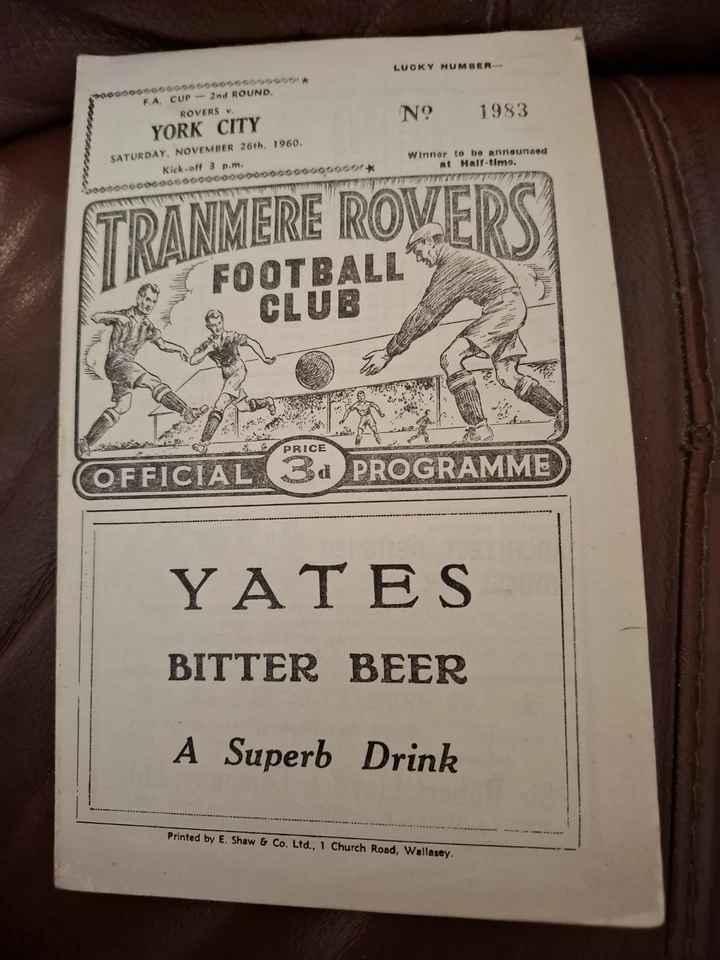 LUCKY NUMBER—
F.A. CUP — 2nd ROUND.
ROVERS v.
YORK CITY
SATURDAY, NOVEMBER 26th, 1960.
Kick-off 3 p.m.
Nº 1983
Winner to be announced
at Half-time.
TRANMERE ROVERS
FOOTBALL
CLUB
OFFICIAL PRICE 3d PROGRAMME
YATES
BITTER BEER
A Superb Drink
Printed by E. Shaw & Co. Ltd., 1 Church Road, Wallasey.